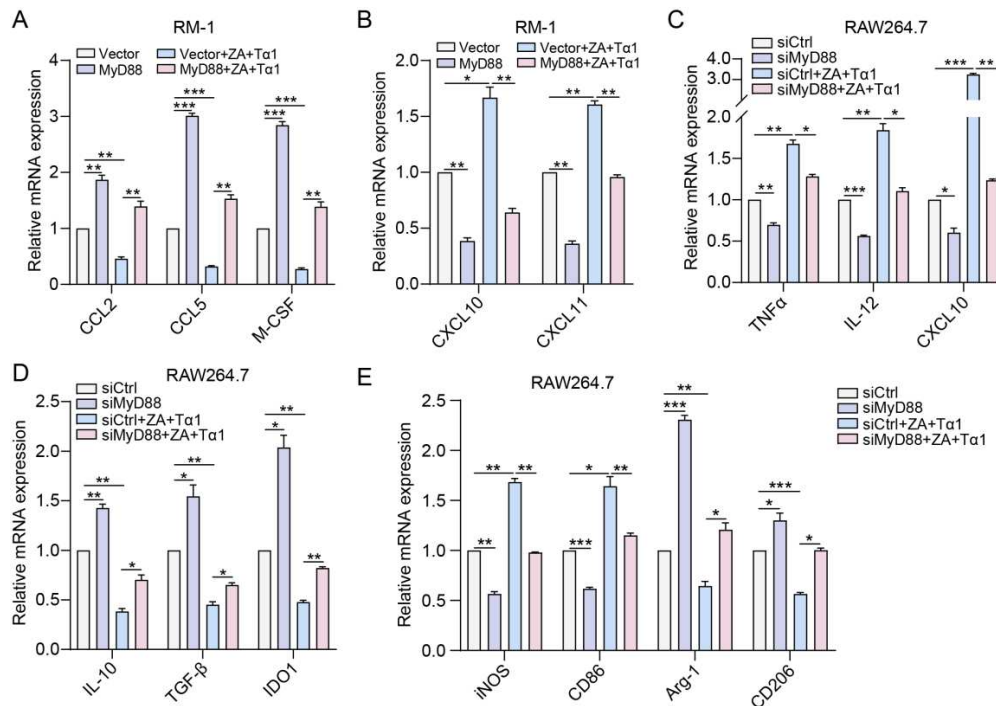 A
RM-1
Vector
MyD88
Vector+ZA+Tα1
MyD88+ZA+Tα1
Relative mRNA expression
4
3
2
1
0
** ** **
*** *** **
*** *** **
CCL2
CCL5
M-CSF
B
RM-1
Vector
MyD88
Vector+ZA+Tα1
MyD88+ZA+Tα1
Relative mRNA expression
2.0
1.5
1.0
0.5
0.0
* ** **
** ** **
CXCL10
CXCL11
C
RAW264.7
siCtrl
siMyD88
siCtrl+ZA+Tα1
siMyD88+ZA+Tα1
Relative mRNA expression
3.0
2.0
2.0
1.5
1.0
0.5
0.0
** ** *
** *** *
*** * **
TNFα
IL-12
CXCL10
D
RAW264.7
siCtrl
siMyD88
siCtrl+ZA+Tα1
siMyD88+ZA+Tα1
Relative mRNA expression
2.5
2.0
1.5
1.0
0.5
0.0
** ** *
** * *
** * **
IL-10
TGF-β
IDO1
E
RAW264.7
siCtrl
siMyD88
siCtrl+ZA+Tα1
siMyD88+ZA+Tα1
Relative mRNA expression
2.5
2.0
1.5
1.0
0.5
0.0
** ** **
* *** **
** *** *
*** * *
iNOS
CD86
Arg-1
CD206